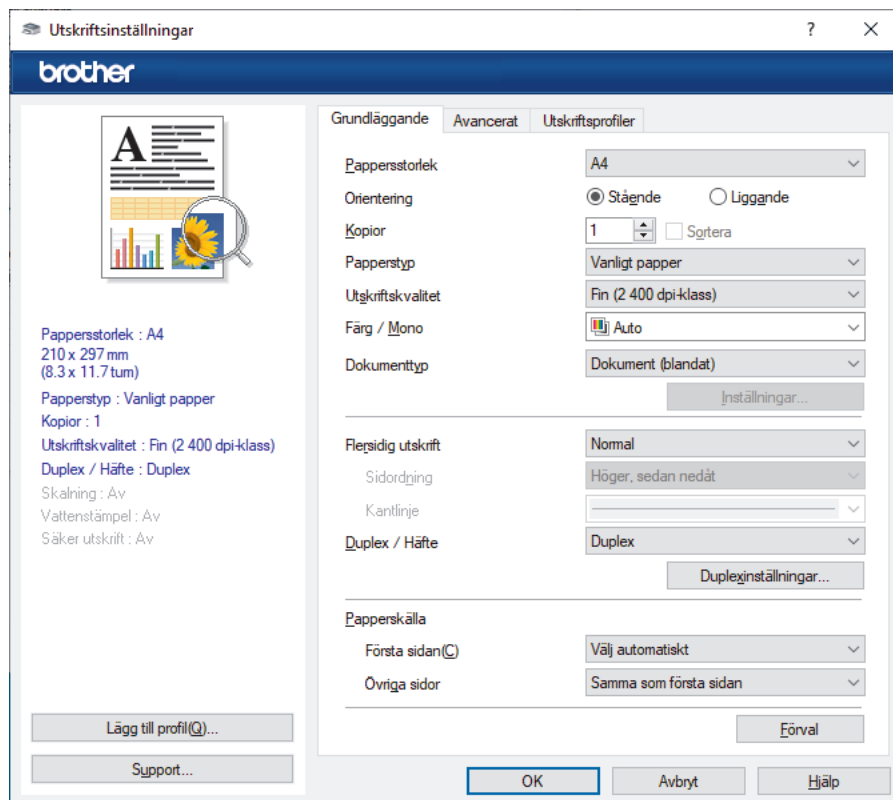 Utskriftsinställningar
brother
A
Pappersstorlek : A4
210 x 297 mm
(8.3 x 11.7 tum)
Papperstyp : Vanligt papper
Kopior : 1
Utskriftskvalitet : Fin (2 400 dpi-klass)
Duplex / Häfte : Duplex
Skalning : Av
Vattenstämpel : Av
Säker utskrift : Av
Lägg till profil(Q)...
Support...
Grundläggande Avancerat Utskriftsprofiler
Pappersstorlek A4
Orientering Stående Liggande
Kopior 1 Sortera
Papperstyp Vanligt papper
Utskriftskvalitet Fin (2 400 dpi-klass)
Färg / Mono Auto
Dokumenttyp Dokument (blandat)
Inställningar...
Flersidig utskrift Normal
Sidordning Höger, sedan nedåt
Kantlinje
Duplex / Häfte Duplex
Duplexinställningar...
Papperskälla
Första sidan(C) Välj automatiskt
Övriga sidor Samma som första sidan
Förval
OK Avbryt Hjälp